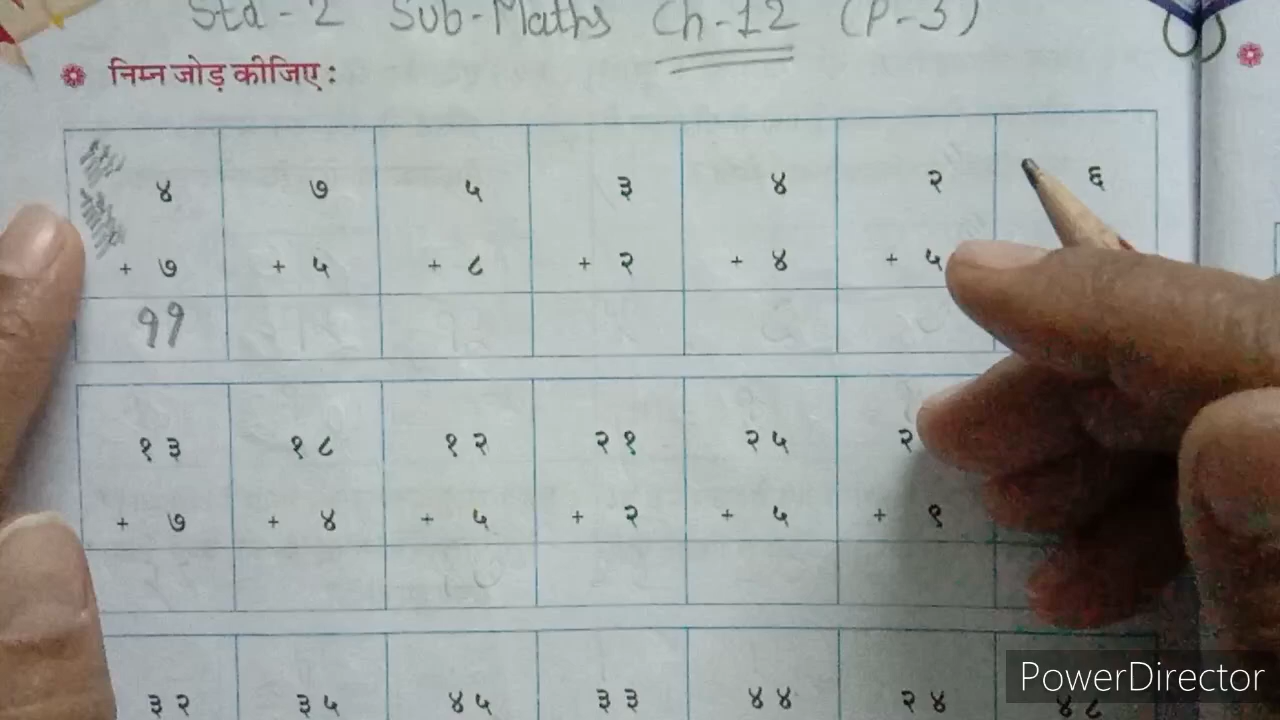 Std - 2 Sub-Maths Ch-12 (P-3)
निम्न जोड़ कीजिए :
४ ७ ५ ३ ४ २ ६
+ ७ + ५ + ८ + २ + ४ + ५
११
१३ १८ १२ २१ २५ २
+ ७ + ४ + ५ + २ + ५ + १
३२ ३५ ४५ ३३ ४४ २४ ४८
PowerDirector